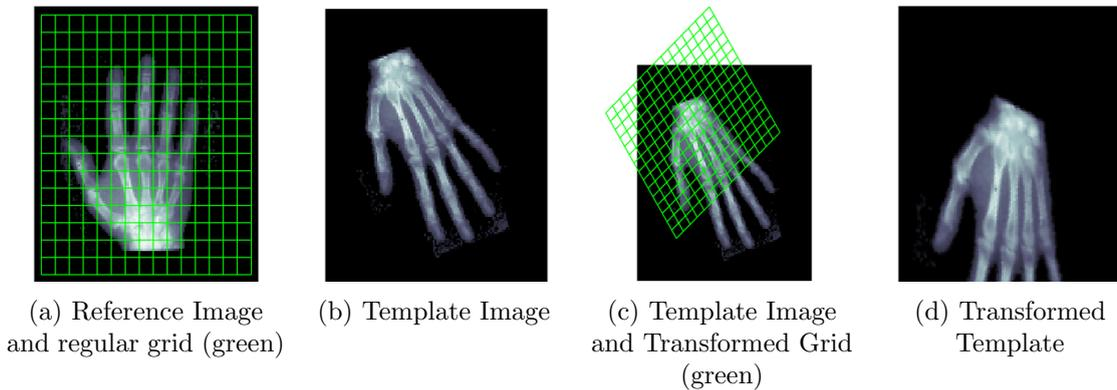 (a) Reference Image
and regular grid (green)
(b) Template Image
(c) Template Image
and Transformed Grid
(green)
(d) Transformed
Template